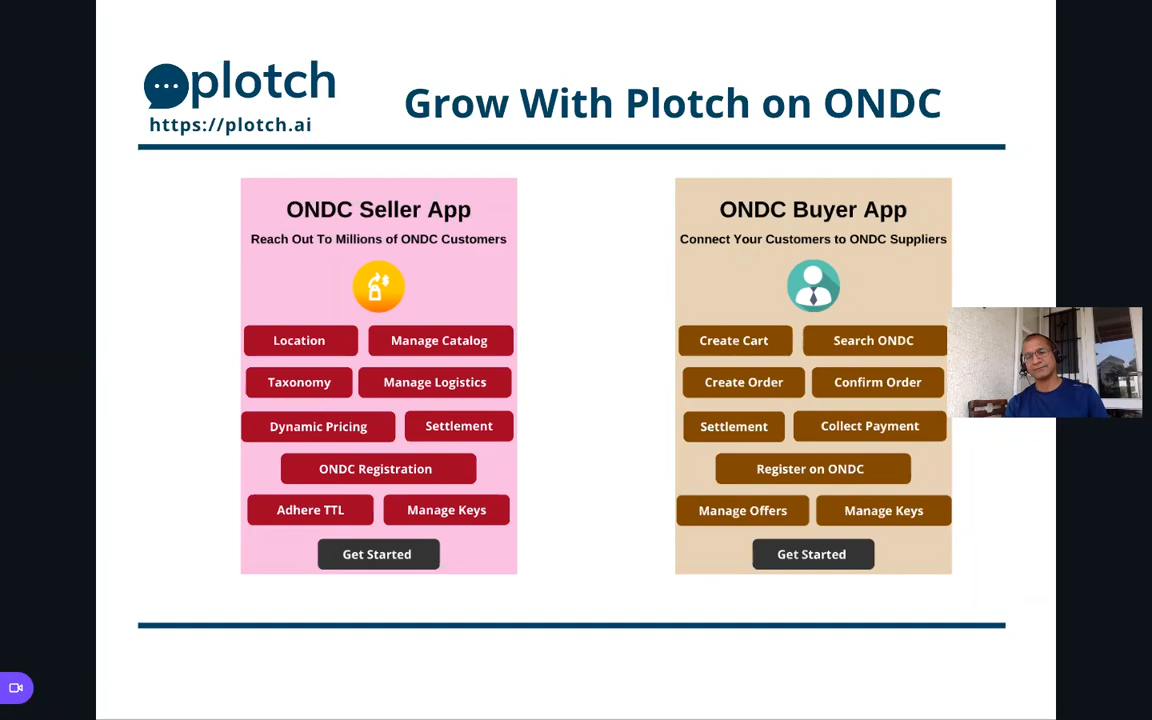 plotch
https://plotch.ai
Grow With Plotch on ONDC
ONDC Seller App
Reach Out To Millions of ONDC Customers
Location
Manage Catalog
Taxonomy
Manage Logistics
Dynamic Pricing
Settlement
ONDC Registration
Adhere TTL
Manage Keys
Get Started
ONDC Buyer App
Connect Your Customers to ONDC Suppliers
Create Cart
Search ONDC
Create Order
Confirm Order
Settlement
Collect Payment
Register on ONDC
Manage Offers
Manage Keys
Get Started